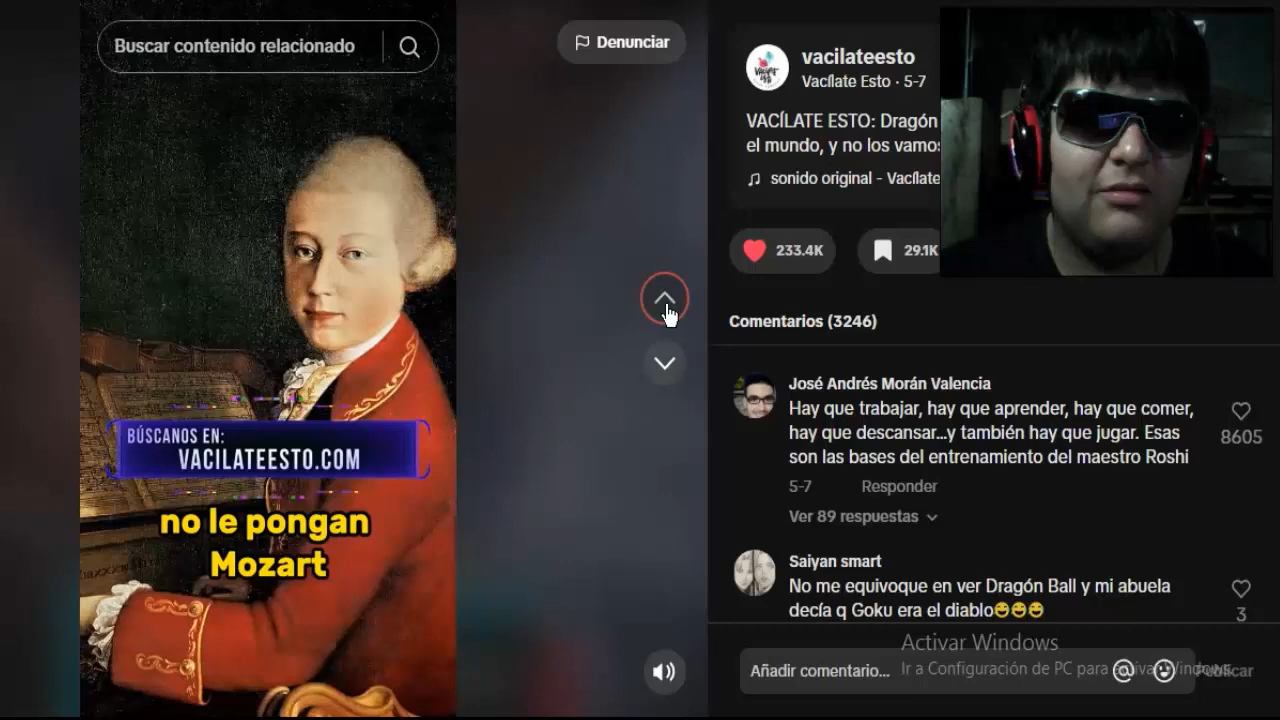 Buscar contenido relacionado
Denunciar
BÚSCANOS EN:
VACILATEESTO.COM
no le pongan
Mozart
vacilateesto
Vacílate Esto · 5-7
VACÍLATE ESTO: Dragón
el mundo, y no los vamos
sonido original - Vacílate
233.4K
29.1K
Comentarios (3246)
José Andrés Morán Valencia
Hay que trabajar, hay que aprender, hay que comer,
hay que descansar...y también hay que jugar. Esas
son las bases del entrenamiento del maestro Roshi
8605
5-7
Responder
Ver 89 respuestas
Saiyan smart
No me equivoque en ver Dragón Ball y mi abuela
decía q Goku era el diablo😂😂😂
3
Activar Windows
Ir a Configuración de PC para activar Windows.
Añadir comentario...
Publicar